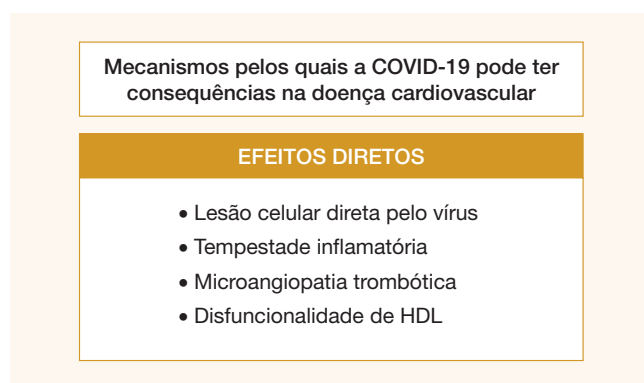 Mecanismos pelos quais a COVID-19 pode ter
consequências na doença cardiovascular
EFEITOS DIRETOS
• Lesão celular direta pelo vírus
• Tempestade inflamatória
• Microangiopatia trombótica
• Disfuncionalidade de HDL